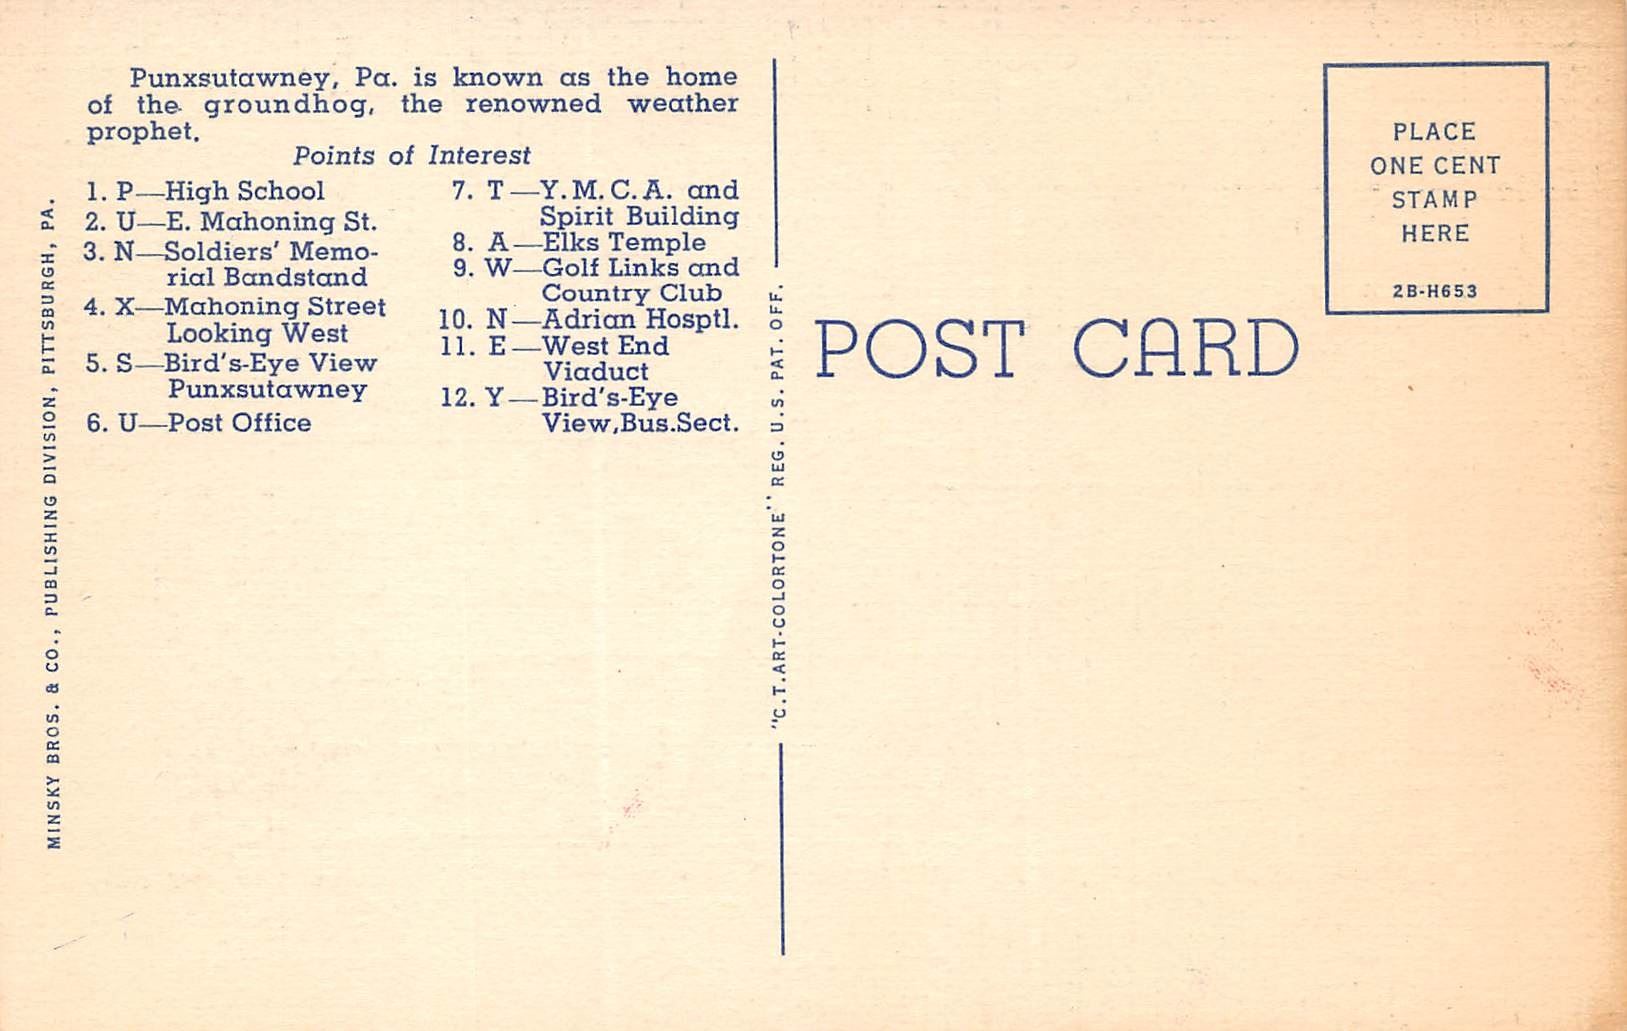 Punxsutawney, Pa. is known as the home
of the groundhog, the renowned weather
prophet.
Points of Interest
1. P—High School
2. U—E. Mahoning St.
3. N—Soldiers' Memo-
rial Bandstand
4. X—Mahoning Street
Looking West
5. S—Bird's-Eye View
Punxsutawney
6. U—Post Office
7. T—Y.M.C.A. and
Spirit Building
8. A—Elks Temple
9. W—Golf Links and
Country Club
10. N—Adrian Hosptl.
11. E—West End
Viaduct
12. Y—Bird's-Eye
View,Bus.Sect.
MINSKY BROS. & CO., PUBLISHING DIVISION, PITTSBURGH, PA.
"C.T.ART-COLORTONE" REG. U.S. PAT. OFF.
POST CARD
PLACE
ONE CENT
STAMP
HERE
2B-H653